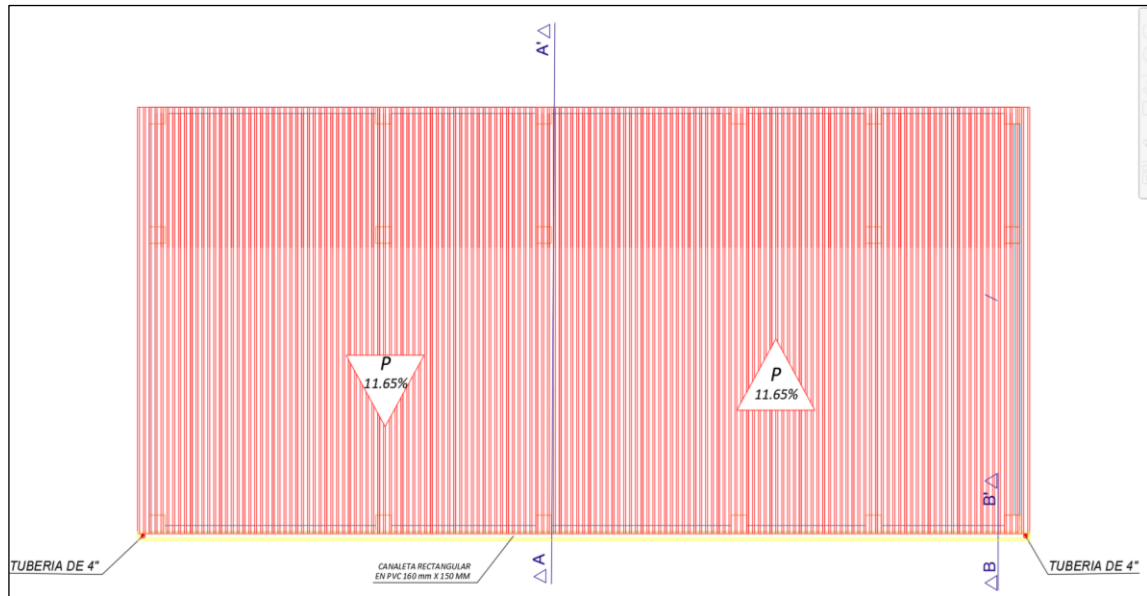 A'
P
11.65%
P
11.65%
B'
TUBERIA DE 4"
CANALETA RECTANGULAR
EN PVC 160 mm X 150 MM
A
B
TUBERIA DE 4"